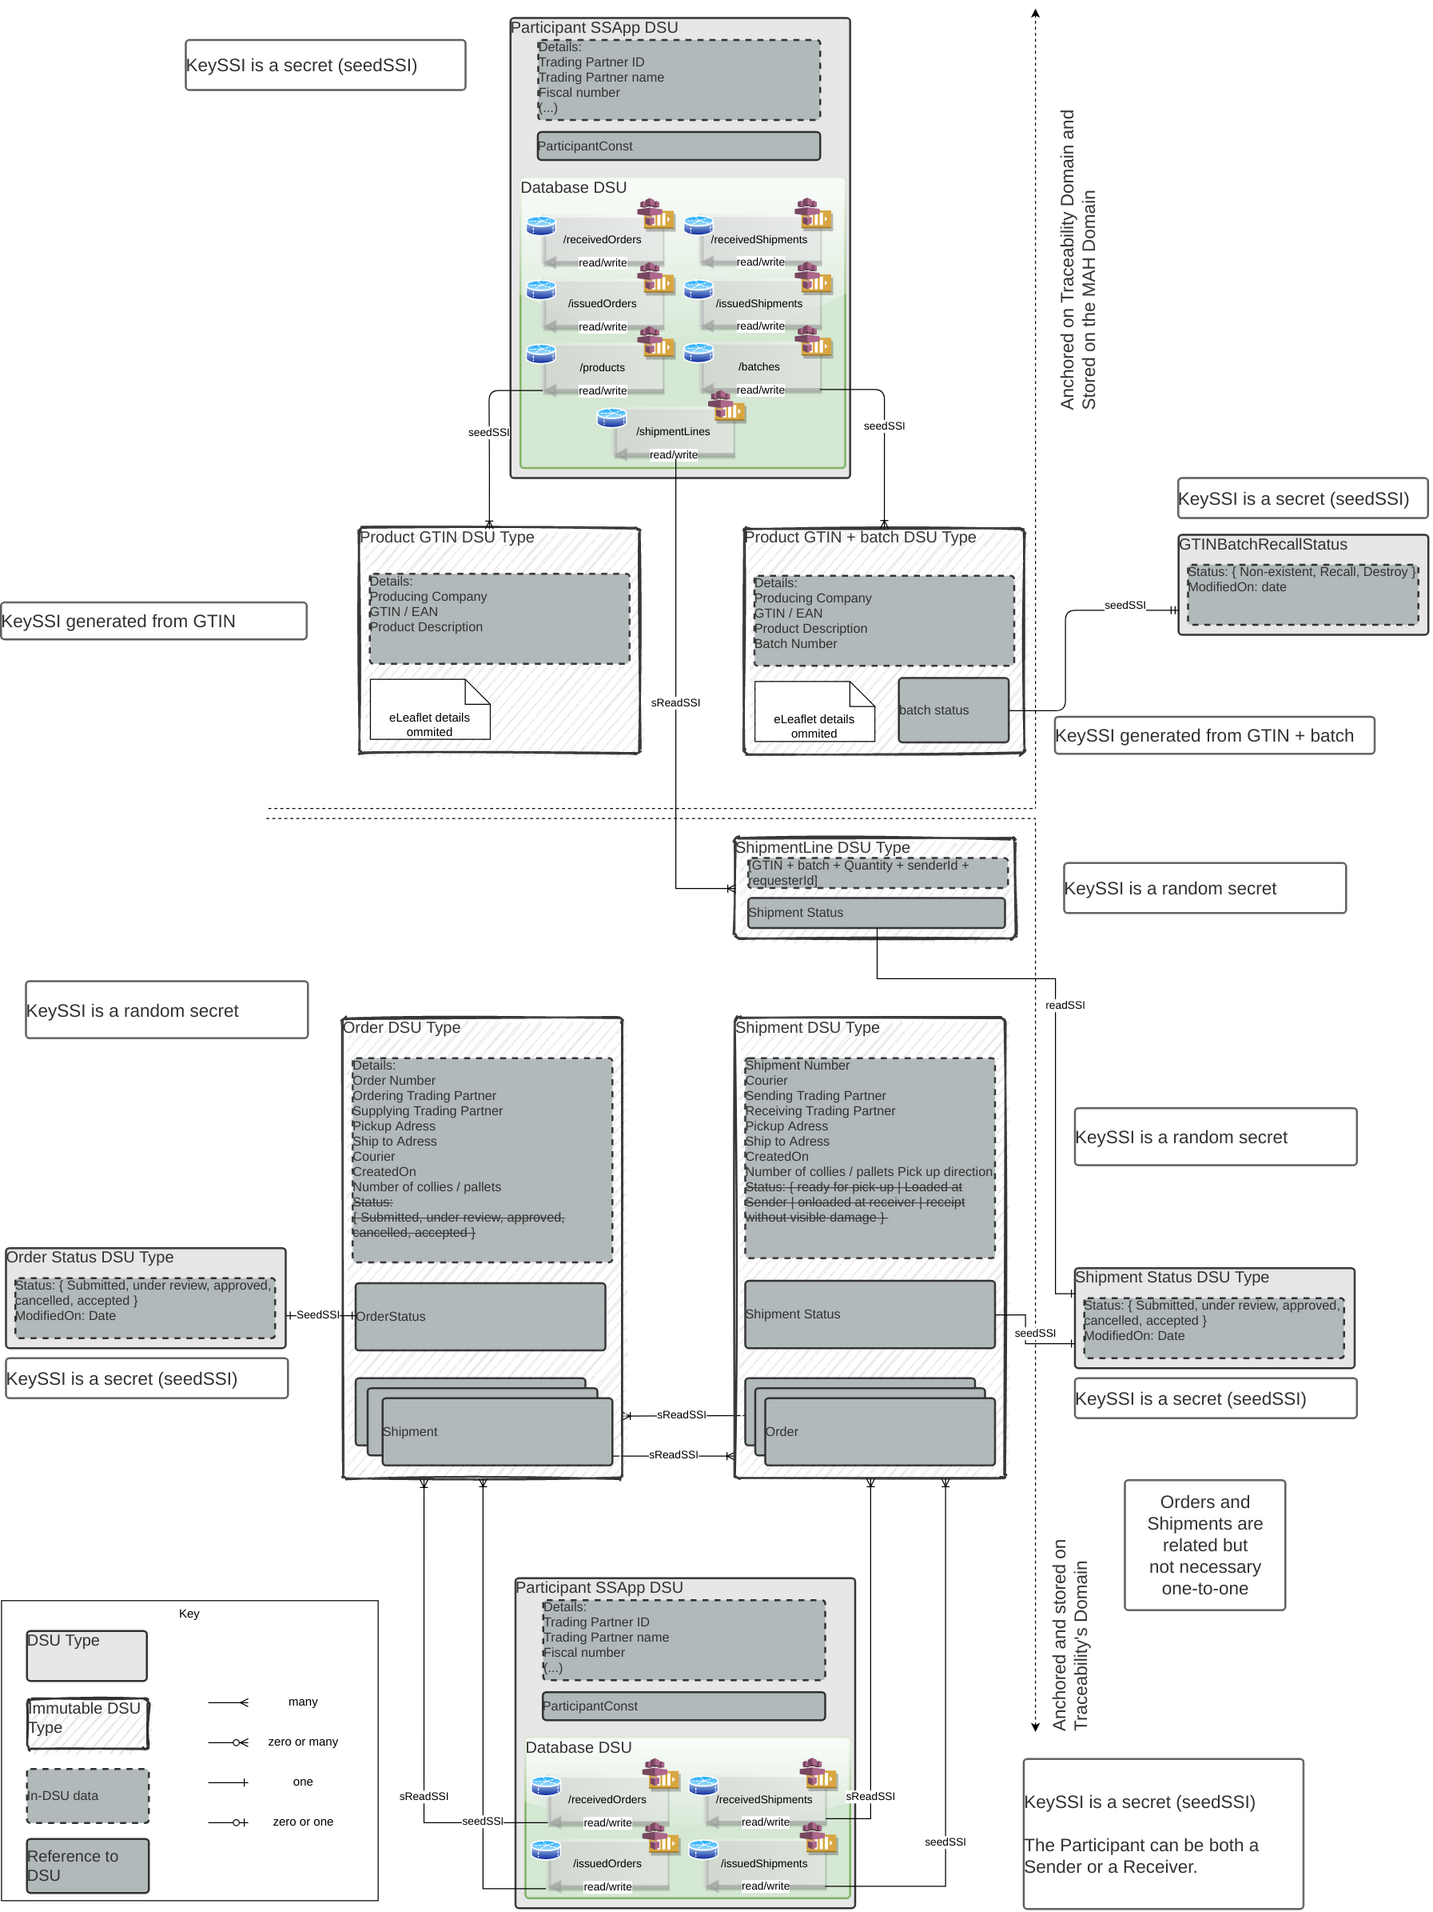 Participant SSApp DSU
Details:
Trading Partner ID
Trading Partner name
Fiscal number
(...)
ParticipantConst
KeySSI is a secret (seedSSI)
Database DSU
/receivedOrders
read/write
/receivedShipments
read/write
/issuedOrders
read/write
/issuedShipments
read/write
/products
read/write
/batches
read/write
/shipmentLines
read/write
seedSSI
seedSSI
Anchored on Traceability Domain and
Stored on the MAH Domain
Product GTIN DSU Type
Details:
Producing Company
GTIN / EAN
Product Description
eLeaflet details
ommited
KeySSI generated from GTIN
sReadSSI
Product GTIN + batch DSU Type
Details:
Producing Company
GTIN / EAN
Product Description
Batch Number
eLeaflet details
ommited
batch status
seedSSI
KeySSI is a secret (seedSSI)
GTINBatchRecallStatus
Status: { Non-existent, Recall, Destroy }
ModifiedOn: date
KeySSI generated from GTIN + batch
ShipmentLine DSU Type
[GTIN + batch + Quantity + senderId +
requesterId]
Shipment Status
KeySSI is a random secret
readSSI
KeySSI is a random secret
Order DSU Type
Details:
Order Number
Ordering Trading Partner
Supplying Trading Partner
Pickup Adress
Ship to Adress
Courier
CreatedOn
Number of collies / pallets
Status:
{ Submitted, under review, approved,
cancelled, accepted }
OrderStatus
Shipment
Shipment DSU Type
Shipment Number
Courier
Sending Trading Partner
Receiving Trading Partner
Pickup Adress
Ship to Adress
CreatedOn
Number of collies / pallets Pick up direction
Status: { ready for pick-up | Loaded at
Sender | onloaded at receiver | receipt
without visible damage }
Shipment Status
Order
KeySSI is a random secret
Order Status DSU Type
Status: { Submitted, under review, approved,
cancelled, accepted }
ModifiedOn: Date
SeedSSI
KeySSI is a secret (seedSSI)
Shipment Status DSU Type
Status: { Submitted, under review, approved,
cancelled, accepted }
ModifiedOn: Date
seedSSI
KeySSI is a secret (seedSSI)
sReadSSI
sReadSSI
Orders and
Shipments are
related but
not necessary
one-to-one
Anchored and stored on
Traceability's Domain
Participant SSApp DSU
Details:
Trading Partner ID
Trading Partner name
Fiscal number
(...)
ParticipantConst
Database DSU
/receivedOrders
read/write
/receivedShipments
read/write
/issuedOrders
read/write
/issuedShipments
read/write
sReadSSI
seedSSI
sReadSSI
seedSSI
KeySSI is a secret (seedSSI)
The Participant can be both a
Sender or a Receiver.
Key
DSU Type
Immutable DSU
Type
In-DSU data
Reference to
DSU
many
zero or many
one
zero or one